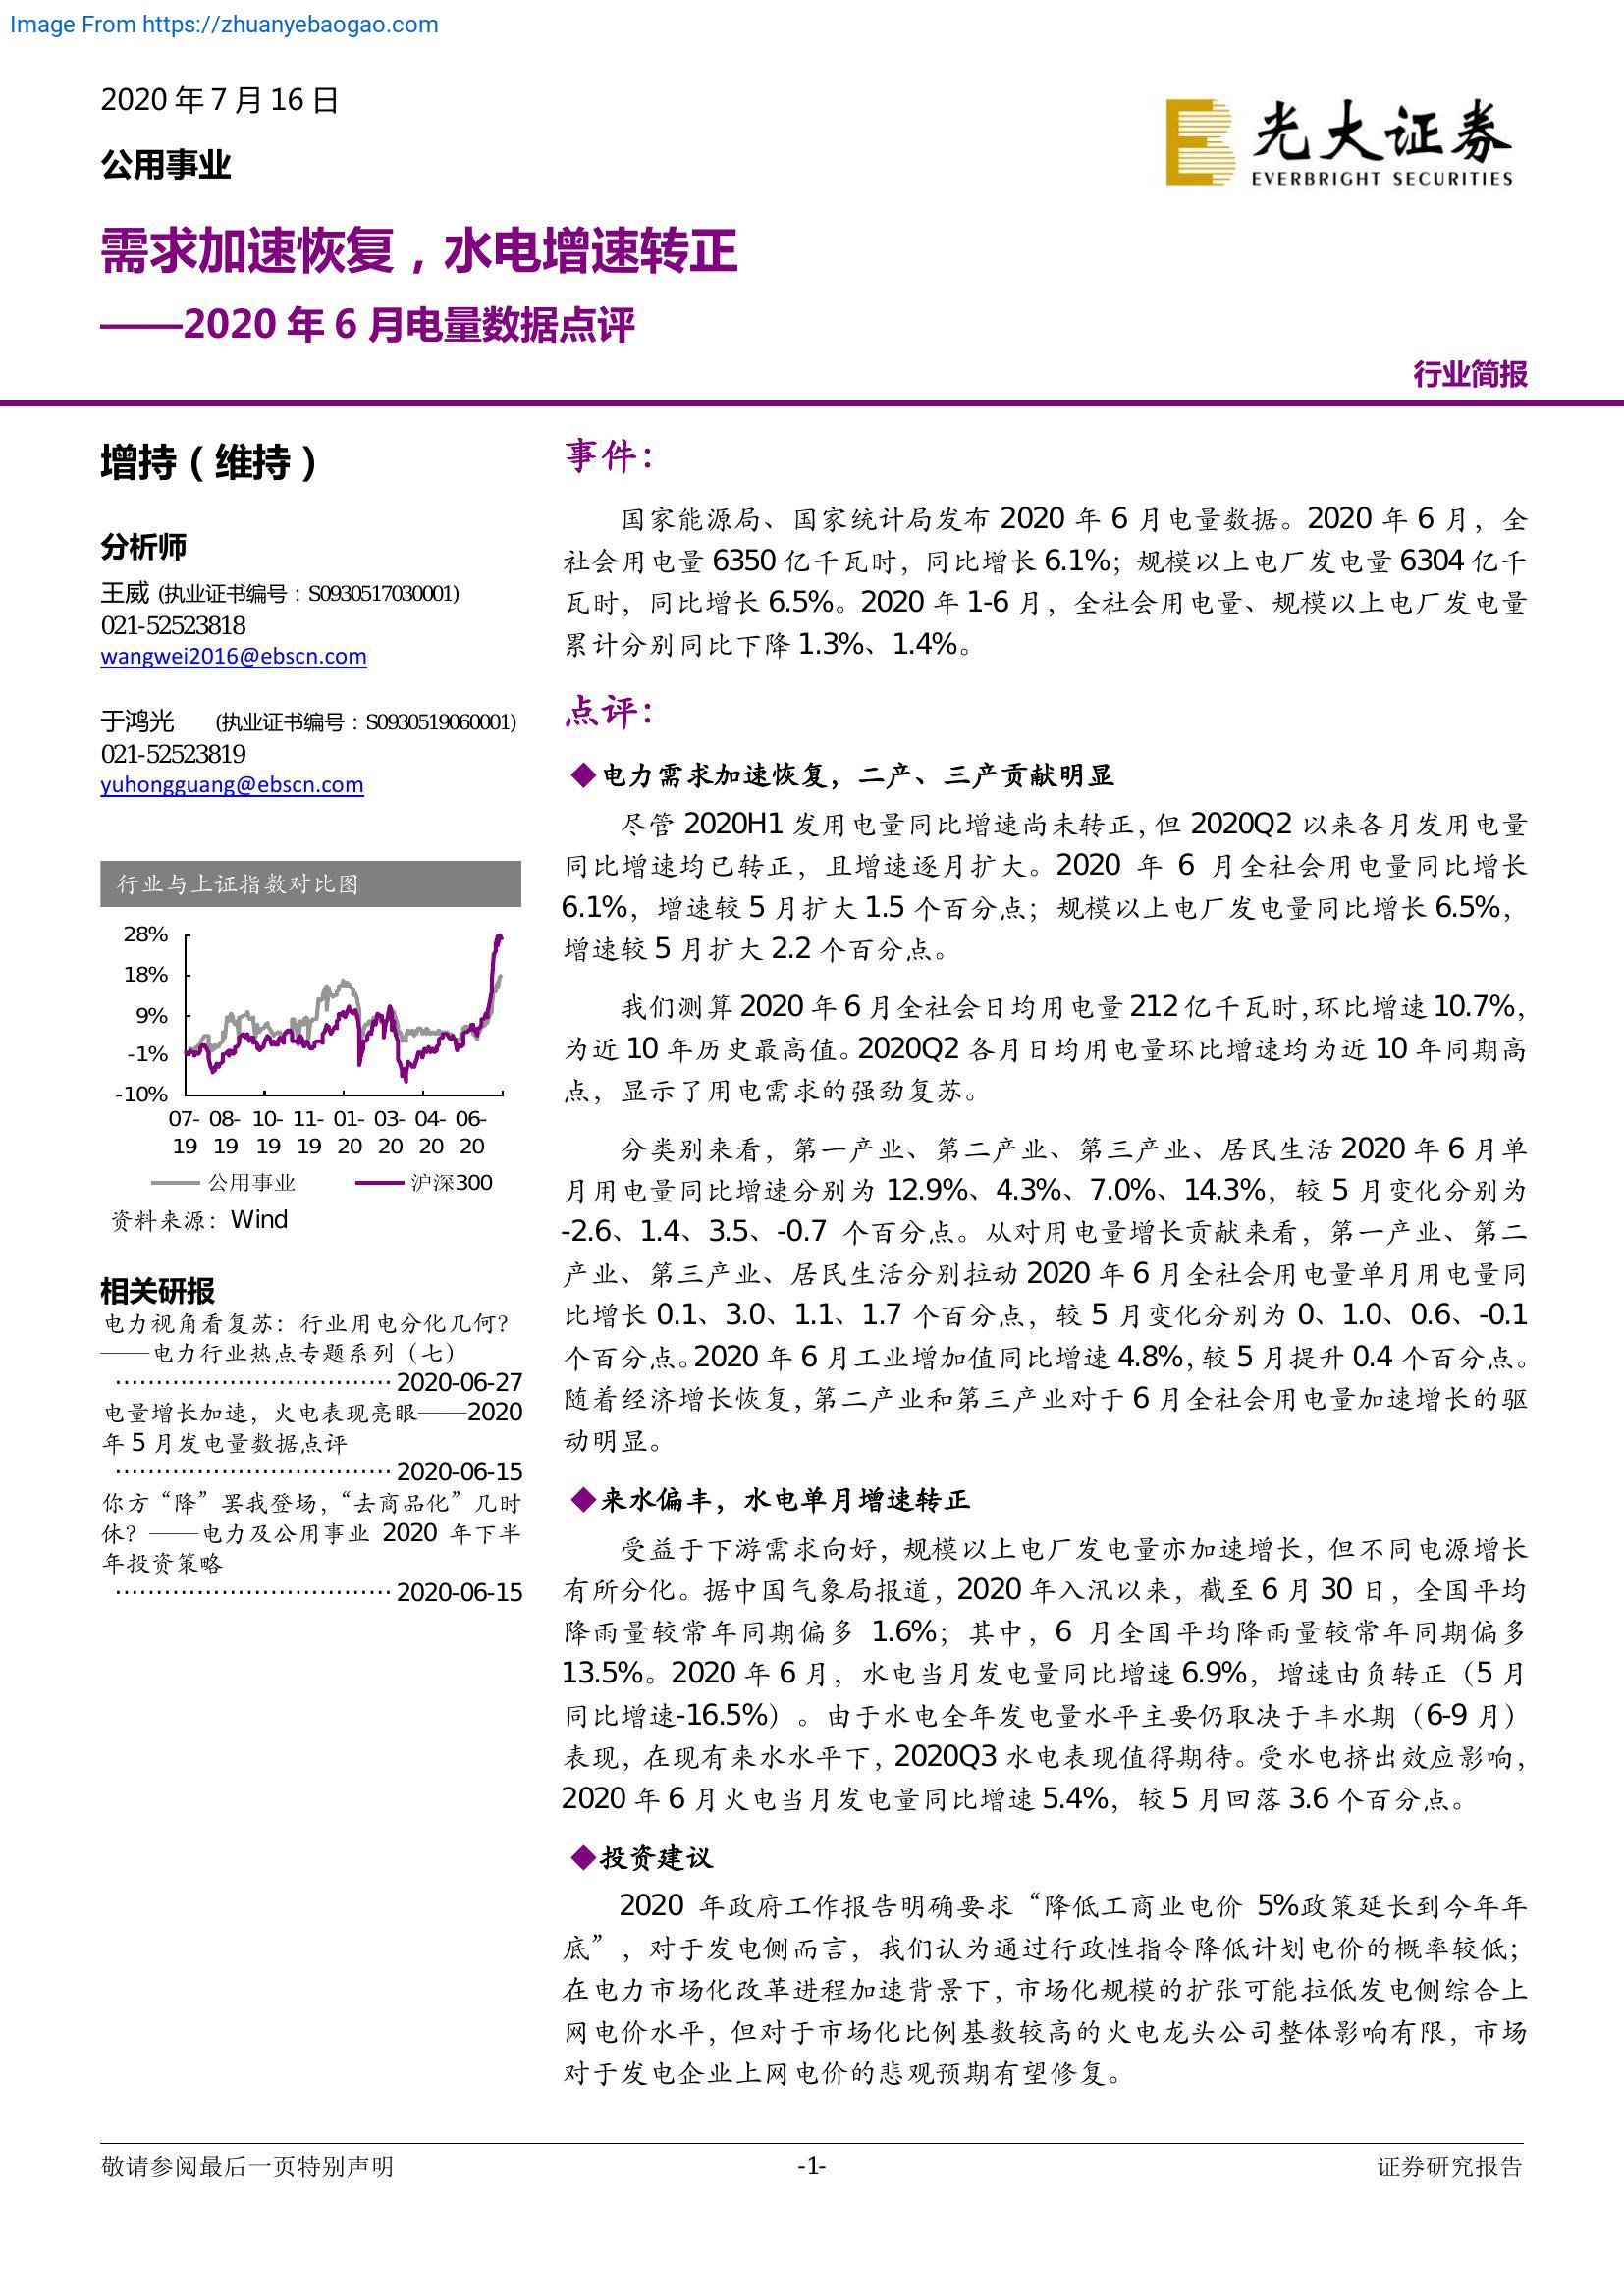 Image From https://zhuanyebaogao.com
2020 年 7 月 16 日
公用事业
光大证券
EVERBRIGHT SECURITIES
需求加速恢复，水电增速转正
——2020 年 6 月电量数据点评
行业简报
增持（维持）
分析师
王威 (执业证书编号：S0930517030001)
021-52523818
wangwei2016@ebscn.com
于鸿光 (执业证书编号：S0930519060001)
021-52523819
yuhongguang@ebscn.com
行业与上证指数对比图
28%
18%
9%
-1%
-10%
07- 08- 10- 11- 01- 03- 04- 06-
19 19 19 19 20 20 20 20
公用事业 沪深300
资料来源：Wind
相关研报
电力视角看复苏：行业用电分化几何？
——电力行业热点专题系列（七）
·································· 2020-06-27
电量增长加速，火电表现亮眼——2020
年 5 月发电量数据点评
·································· 2020-06-15
你方“降”罢我登场，“去商品化”几时
休？——电力及公用事业 2020 年下半
年投资策略
·································· 2020-06-15
事件：
国家能源局、国家统计局发布 2020 年 6 月电量数据。2020 年 6 月，全
社会用电量 6350 亿千瓦时，同比增长 6.1%；规模以上电厂发电量 6304 亿千
瓦时，同比增长 6.5%。2020 年 1-6 月，全社会用电量、规模以上电厂发电量
累计分别同比下降 1.3%、1.4%。
点评：
◆电力需求加速恢复，二产、三产贡献明显
尽管 2020H1 发用电量同比增速尚未转正，但 2020Q2 以来各月发用电量
同比增速均已转正，且增速逐月扩大。2020 年 6 月全社会用电量同比增长
6.1%，增速较 5 月扩大 1.5 个百分点；规模以上电厂发电量同比增长 6.5%，
增速较 5 月扩大 2.2 个百分点。
我们测算 2020 年 6 月全社会日均用电量 212 亿千瓦时，环比增速 10.7%，
为近 10 年历史最高值。2020Q2 各月日均用电量环比增速均为近 10 年同期高
点，显示了用电需求的强劲复苏。
分类别来看，第一产业、第二产业、第三产业、居民生活 2020 年 6 月单
月用电量同比增速分别为 12.9%、4.3%、7.0%、14.3%，较 5 月变化分别为
-2.6、1.4、3.5、-0.7 个百分点。从对用电量增长贡献来看，第一产业、第二
产业、第三产业、居民生活分别拉动 2020 年 6 月全社会用电量单月用电量同
比增长 0.1、3.0、1.1、1.7 个百分点，较 5 月变化分别为 0、1.0、0.6、-0.1
个百分点。2020 年 6 月工业增加值同比增速 4.8%，较 5 月提升 0.4 个百分点。
随着经济增长恢复，第二产业和第三产业对于 6 月全社会用电量加速增长的驱
动明显。
◆来水偏丰，水电单月增速转正
受益于下游需求向好，规模以上电厂发电量亦加速增长，但不同电源增长
有所分化。据中国气象局报道，2020 年入汛以来，截至 6 月 30 日，全国平均
降雨量较常年同期偏多 1.6%；其中，6 月全国平均降雨量较常年同期偏多
13.5%。2020 年 6 月，水电当月发电量同比增速 6.9%，增速由负转正（5 月
同比增速-16.5%）。由于水电全年发电量水平主要仍取决于丰水期（6-9 月）
表现，在现有来水水平下，2020Q3 水电表现值得期待。受水电挤出效应影响，
2020 年 6 月火电当月发电量同比增速 5.4%，较 5 月回落 3.6 个百分点。
◆投资建议
2020 年政府工作报告明确要求“降低工商业电价 5%政策延长到今年年
底”，对于发电侧而言，我们认为通过行政性指令降低计划电价的概率较低；
在电力市场化改革进程加速背景下，市场化规模的扩张可能拉低发电侧综合上
网电价水平，但对于市场化比例基数较高的火电龙头公司整体影响有限，市场
对于发电企业上网电价的悲观预期有望修复。
敬请参阅最后一页特别声明 -1- 证券研究报告